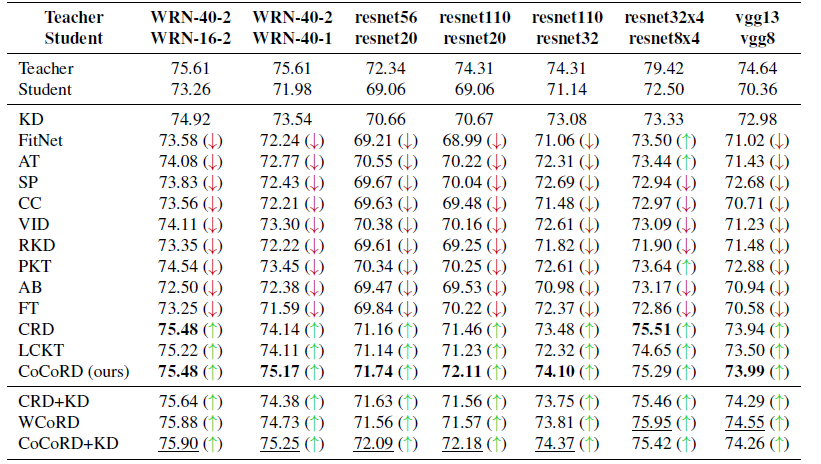 Teacher WRN-40-2 WRN-40-2 resnet56 resnet110 resnet110 resnet32x4 vgg13
Student WRN-16-2 WRN-40-1 resnet20 resnet20 resnet32 resnet8x4 vgg8
Teacher 75.61 75.61 72.34 74.31 74.31 79.42 74.64
Student 73.26 71.98 69.06 69.06 71.14 72.50 70.36
KD 74.92 73.54 70.66 70.67 73.08 73.33 72.98
FitNet 73.58 (↓) 72.24 (↓) 69.21 (↓) 68.99 (↓) 71.06 (↓) 73.50 (↑) 71.02 (↓)
AT 74.08 (↓) 72.77 (↓) 70.55 (↓) 70.22 (↓) 72.31 (↓) 73.44 (↑) 71.43 (↓)
SP 73.83 (↓) 72.43 (↓) 69.67 (↓) 70.04 (↓) 72.69 (↓) 72.94 (↓) 72.68 (↓)
CC 73.56 (↓) 72.21 (↓) 69.63 (↓) 69.48 (↓) 71.48 (↓) 72.97 (↓) 70.71 (↓)
VID 74.11 (↓) 73.30 (↓) 70.38 (↓) 70.16 (↓) 72.61 (↓) 73.09 (↓) 71.23 (↓)
RKD 73.35 (↓) 72.22 (↓) 69.61 (↓) 69.25 (↓) 71.82 (↓) 71.90 (↓) 71.48 (↓)
PKT 74.54 (↓) 73.45 (↓) 70.34 (↓) 70.25 (↓) 72.61 (↓) 73.64 (↑) 72.88 (↓)
AB 72.50 (↓) 72.38 (↓) 69.47 (↓) 69.53 (↓) 70.98 (↓) 73.17 (↓) 70.94 (↓)
FT 73.25 (↓) 71.59 (↓) 69.84 (↓) 70.22 (↓) 72.37 (↓) 72.86 (↓) 70.58 (↓)
CRD 75.48 (↑) 74.14 (↑) 71.16 (↑) 71.46 (↑) 73.48 (↑) 75.51 (↑) 73.94 (↑)
LCKT 75.22 (↑) 74.11 (↑) 71.14 (↑) 71.23 (↑) 72.32 (↑) 74.65 (↑) 73.50 (↑)
CoCoRD (ours) 75.48 (↑) 75.17 (↑) 71.74 (↑) 72.11 (↑) 74.10 (↑) 75.29 (↑) 73.99 (↑)
CRD+KD 75.64 (↑) 74.38 (↑) 71.63 (↑) 71.56 (↑) 73.75 (↑) 75.46 (↑) 74.29 (↑)
WCoRD 75.88 (↑) 74.73 (↑) 71.56 (↑) 71.57 (↑) 73.81 (↑) 75.95 (↑) 74.55 (↑)
CoCoRD+KD 75.90 (↑) 75.25 (↑) 72.09 (↑) 72.18 (↑) 74.37 (↑) 75.42 (↑) 74.26 (↑)